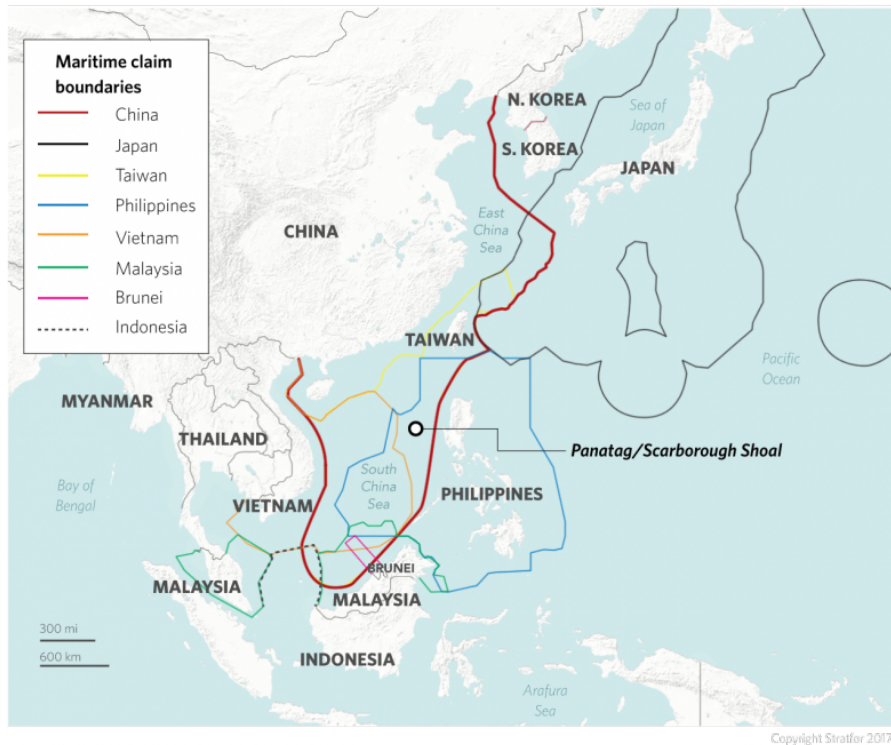 Maritime claim
boundaries
China
Japan
Taiwan
Philippines
Vietnam
Malaysia
Brunei
Indonesia
N. KOREA
Sea of
Japan
S. KOREA
JAPAN
East
China
Sea
CHINA
TAIWAN
Pacific
Ocean
MYANMAR
THAILAND
Panatag/Scarborough Shoal
Bay of
Bengal
South
China
Sea
PHILIPPINES
VIETNAM
BRUNEI
MALAYSIA
MALAYSIA
300 mi
600 km
INDONESIA
Arafura
Sea
Copyright Stratfor 2017